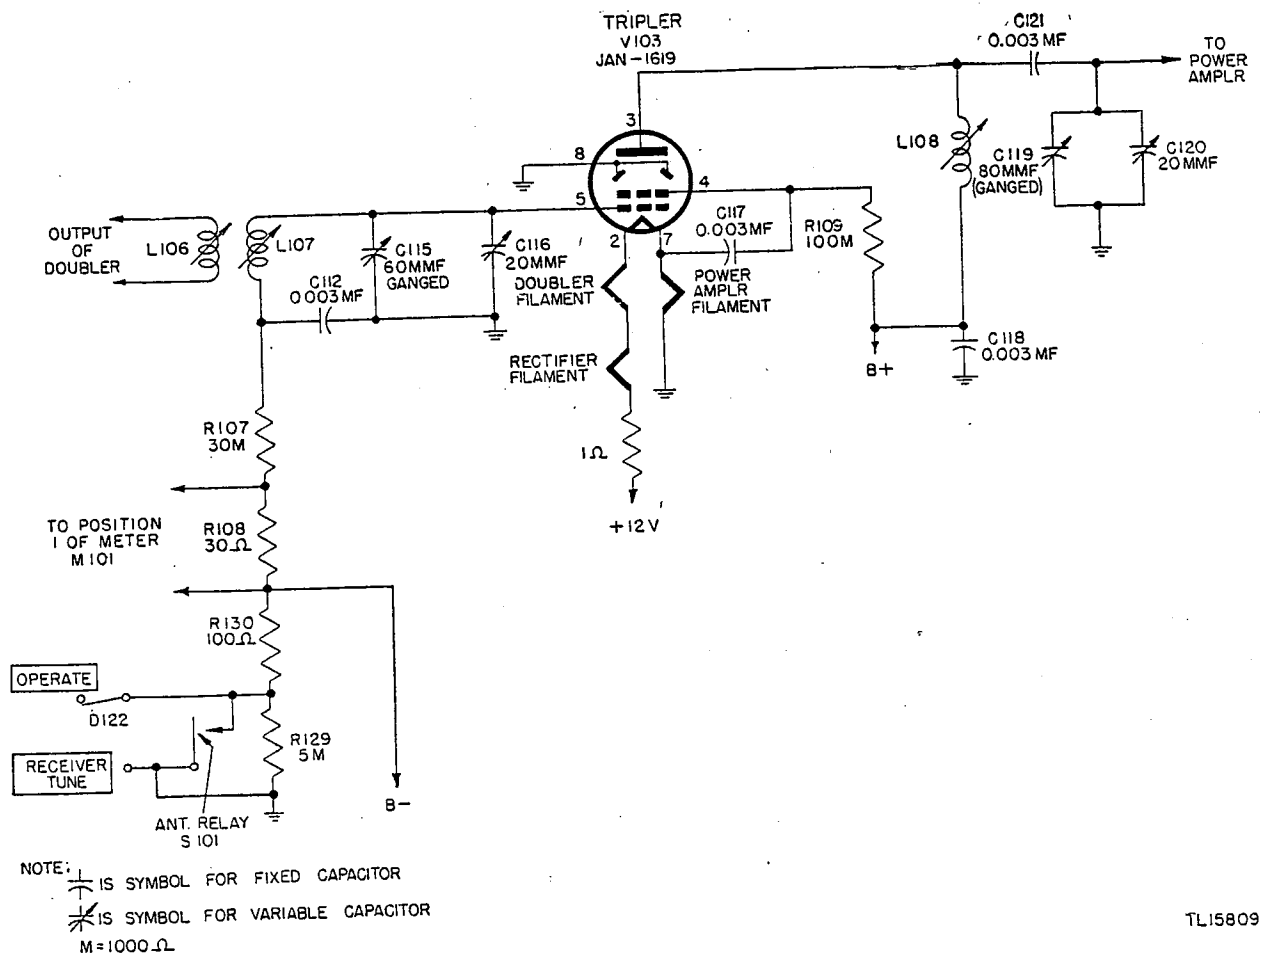 TRIPLER
V103
JAN-1619
C121
0.003MF
TO
POWER
AMPLR
3
8
4
5
2
7
L108
C119
80MMF
(GANGED)
C120
20MMF
C117
0.003MF
R109
100M
OUTPUT
OF
DOUBLER
L106
L107
C115
60MMF
GANGED
C116
20MMF
C112
0.003MF
DOUBLER
FILAMENT
POWER
AMPLR
FILAMENT
RECTIFIER
FILAMENT
B+
C118
0.003MF
R107
30M
1Ω
+12V
TO POSITION
1 OF METER
M101
R108
30Ω
R130
100Ω
OPERATE
D122
R129
5M
RECEIVER
TUNE
B-
ANT. RELAY
S101
NOTE:
IS SYMBOL FOR FIXED CAPACITOR
IS SYMBOL FOR VARIABLE CAPACITOR
M=1000Ω
TL15809